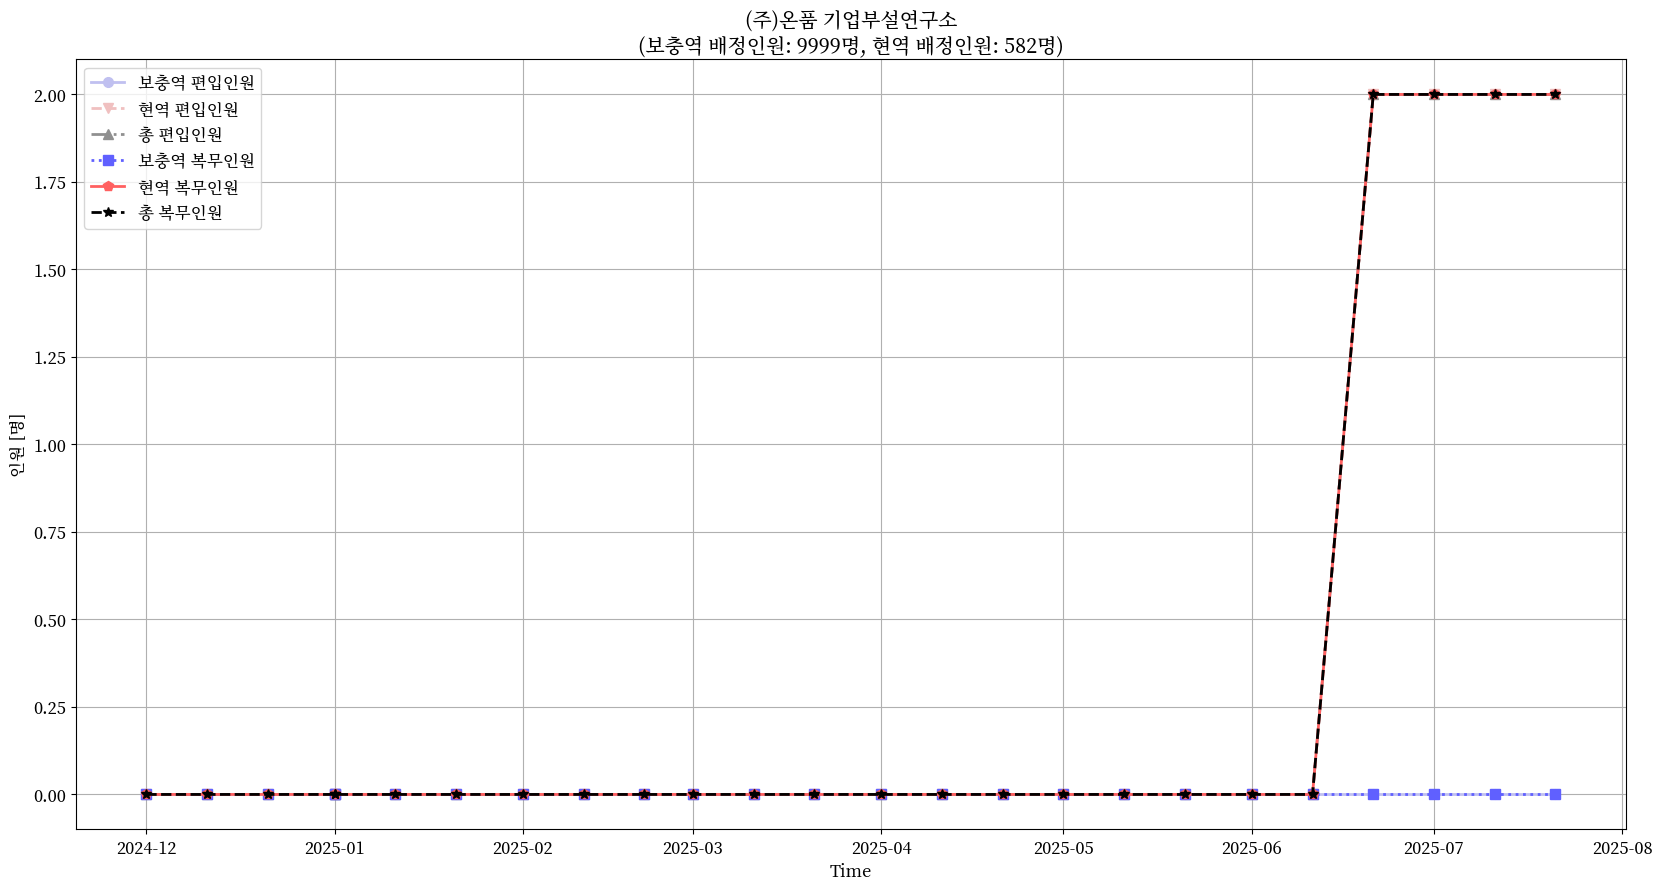 (주)온품 기업부설연구소
(보충역 배정인원: 9999명, 현역 배정인원: 582명)
보충역 편입인원
현역 편입인원
총 편입인원
보충역 복무인원
현역 복무인원
총 복무인원
2.00
1.75
1.50
1.25
1.00
0.75
0.50
0.25
0.00
인원 [명]
2024-12
2025-01
2025-02
2025-03
2025-04
2025-05
2025-06
2025-07
2025-08
Time